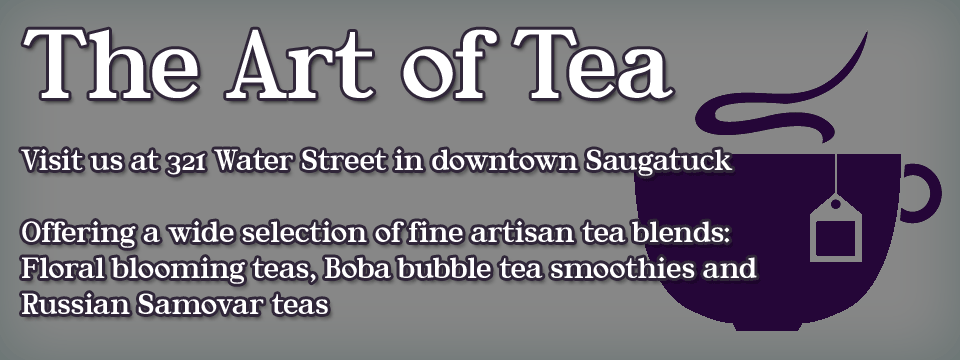 The Art of Tea
Visit us at 321 Water Street in downtown Saugatuck
Offering a wide selection of fine artisan tea blends:
Floral blooming teas, Boba bubble tea smoothies and
Russian Samovar teas